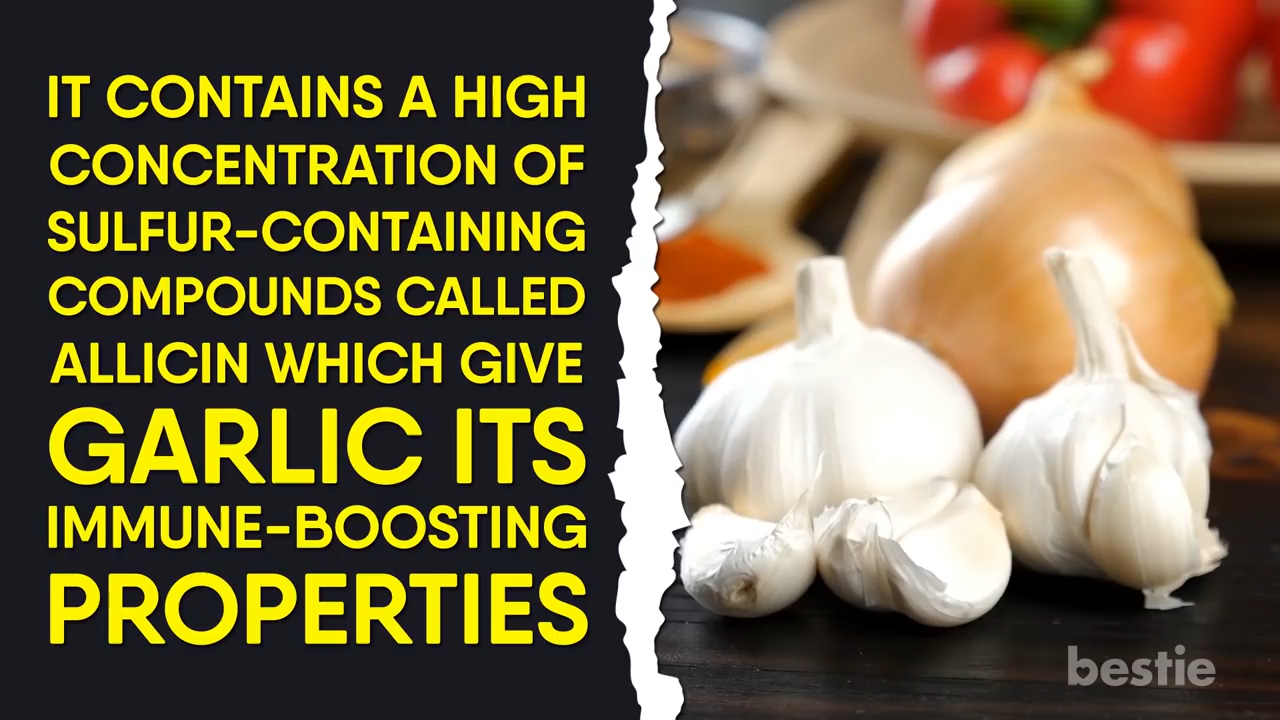 IT CONTAINS A HIGH
CONCENTRATION OF
SULFUR-CONTAINING
COMPOUNDS CALLED
ALLICIN WHICH GIVE
GARLIC ITS
IMMUNE-BOOSTING
PROPERTIES
bestie